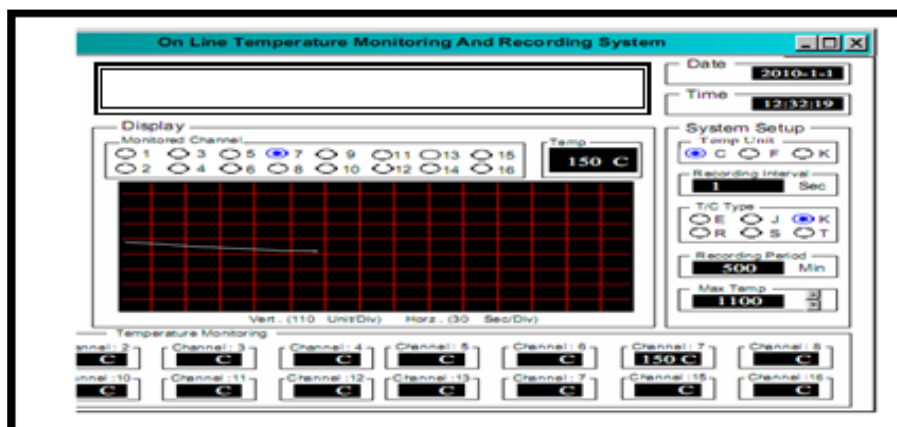 On Line Temperature Monitoring And Recording System
Date
2010-1-1
Time
12:32:19
Display
Monitored Channel
1 3 5 7 9 11 13 15
2 4 6 8 10 12 14 16
Temp
150 C
System Setup
Temp Unit
C F K
Recording Interval
1 Sec
T/C Type
E J K
R S T
Recording Period
500 Min
Max Temp
1100
Vert. (110 Unit/Div) Horz. (30 Sec/Div)
Temperature Monitoring
annel: 2 Channel: 3 Channel: 4 Channel: 5 Channel: 6 Channel: 7 Channel: 8
C C C C C 150 C C
annel:10 Channel:11 Channel:12 Channel:13 Channel: 7 Channel:15 Channel:16
C C C C C C C